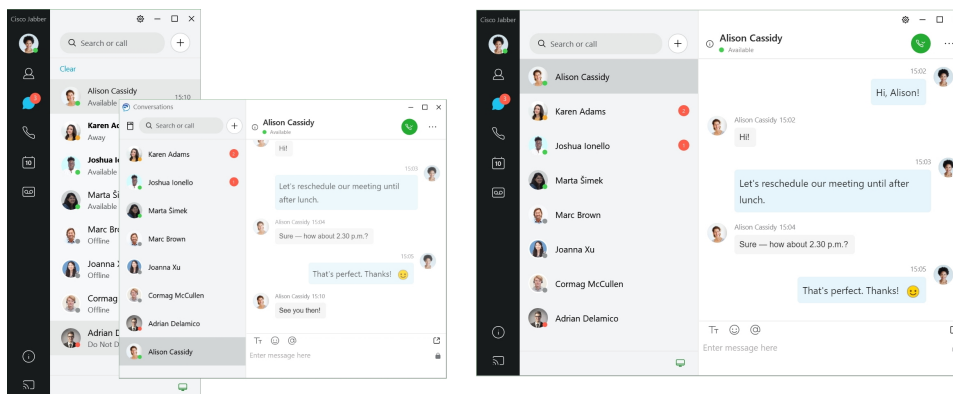 Cisco Jabber
Search or call
Clear
Alison Cassidy
Available
15:10
Karen
Away
Joshua
Available
Marta
Available
Marc
Offline
Joanna
Offline
Cormag
Offline
Adrian
Do Not
10
Conversations
Search or call
Karen Adams
Joshua Ionello
Marta Šimek
Marc Brown
Joanna Xu
Cormag McCullen
Adrian Delamico
Alison Cassidy
Alison Cassidy
Available
Hi!
15:03
Let's reschedule our meeting until
after lunch.
Alison Cassidy 15:04
Sure — how about 2.30 p.m.?
15:05
That's perfect. Thanks!
Alison Cassidy 15:10
See you then!
Enter message here
Cisco Jabber
Search or call
10
Alison Cassidy
Karen Adams
Joshua Ionello
Marta Šimek
Marc Brown
Joanna Xu
Cormag McCullen
Adrian Delamico
Alison Cassidy
Available
15:02
Hi, Alison!
Alison Cassidy 15:02
Hi!
15:03
Let's reschedule our meeting until after
lunch.
Alison Cassidy 15:04
Sure — how about 2.30 p.m.?
15:05
That's perfect. Thanks!
Enter message here